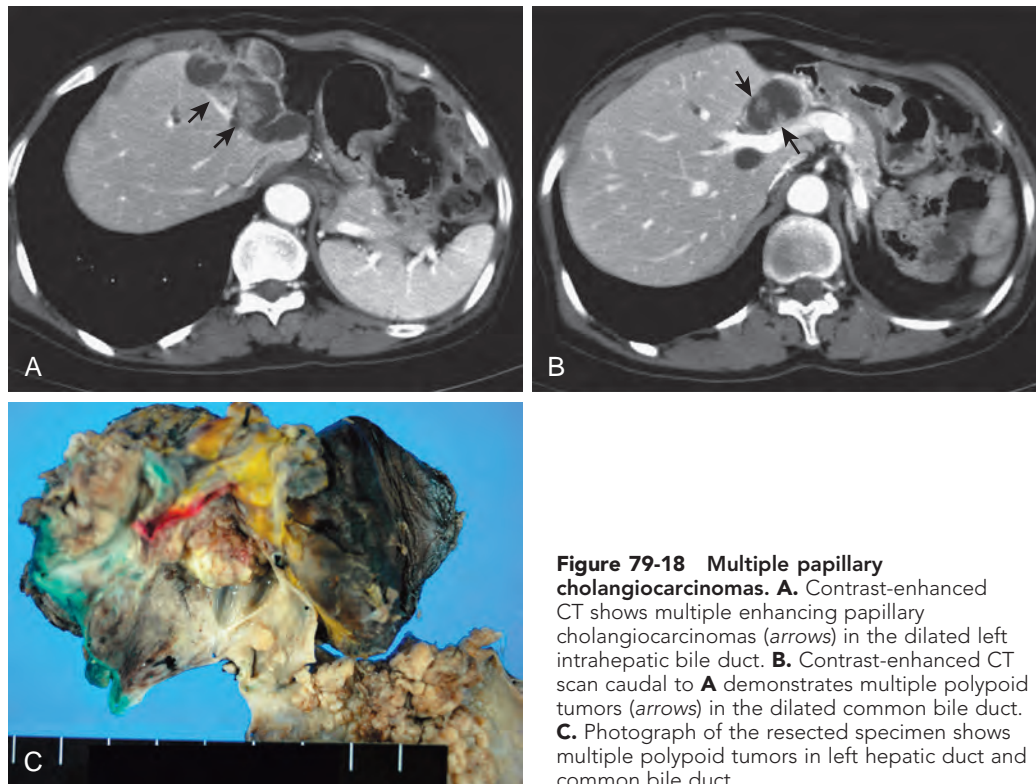 A
B
C
Figure 79-18 Multiple papillary
cholangiocarcinomas. A. Contrast-enhanced
CT shows multiple enhancing papillary
cholangiocarcinomas (arrows) in the dilated left
intrahepatic bile duct. B. Contrast-enhanced CT
scan caudal to A demonstrates multiple polypoid
tumors (arrows) in the dilated common bile duct.
C. Photograph of the resected specimen shows
multiple polypoid tumors in left hepatic duct and
common bile duct.